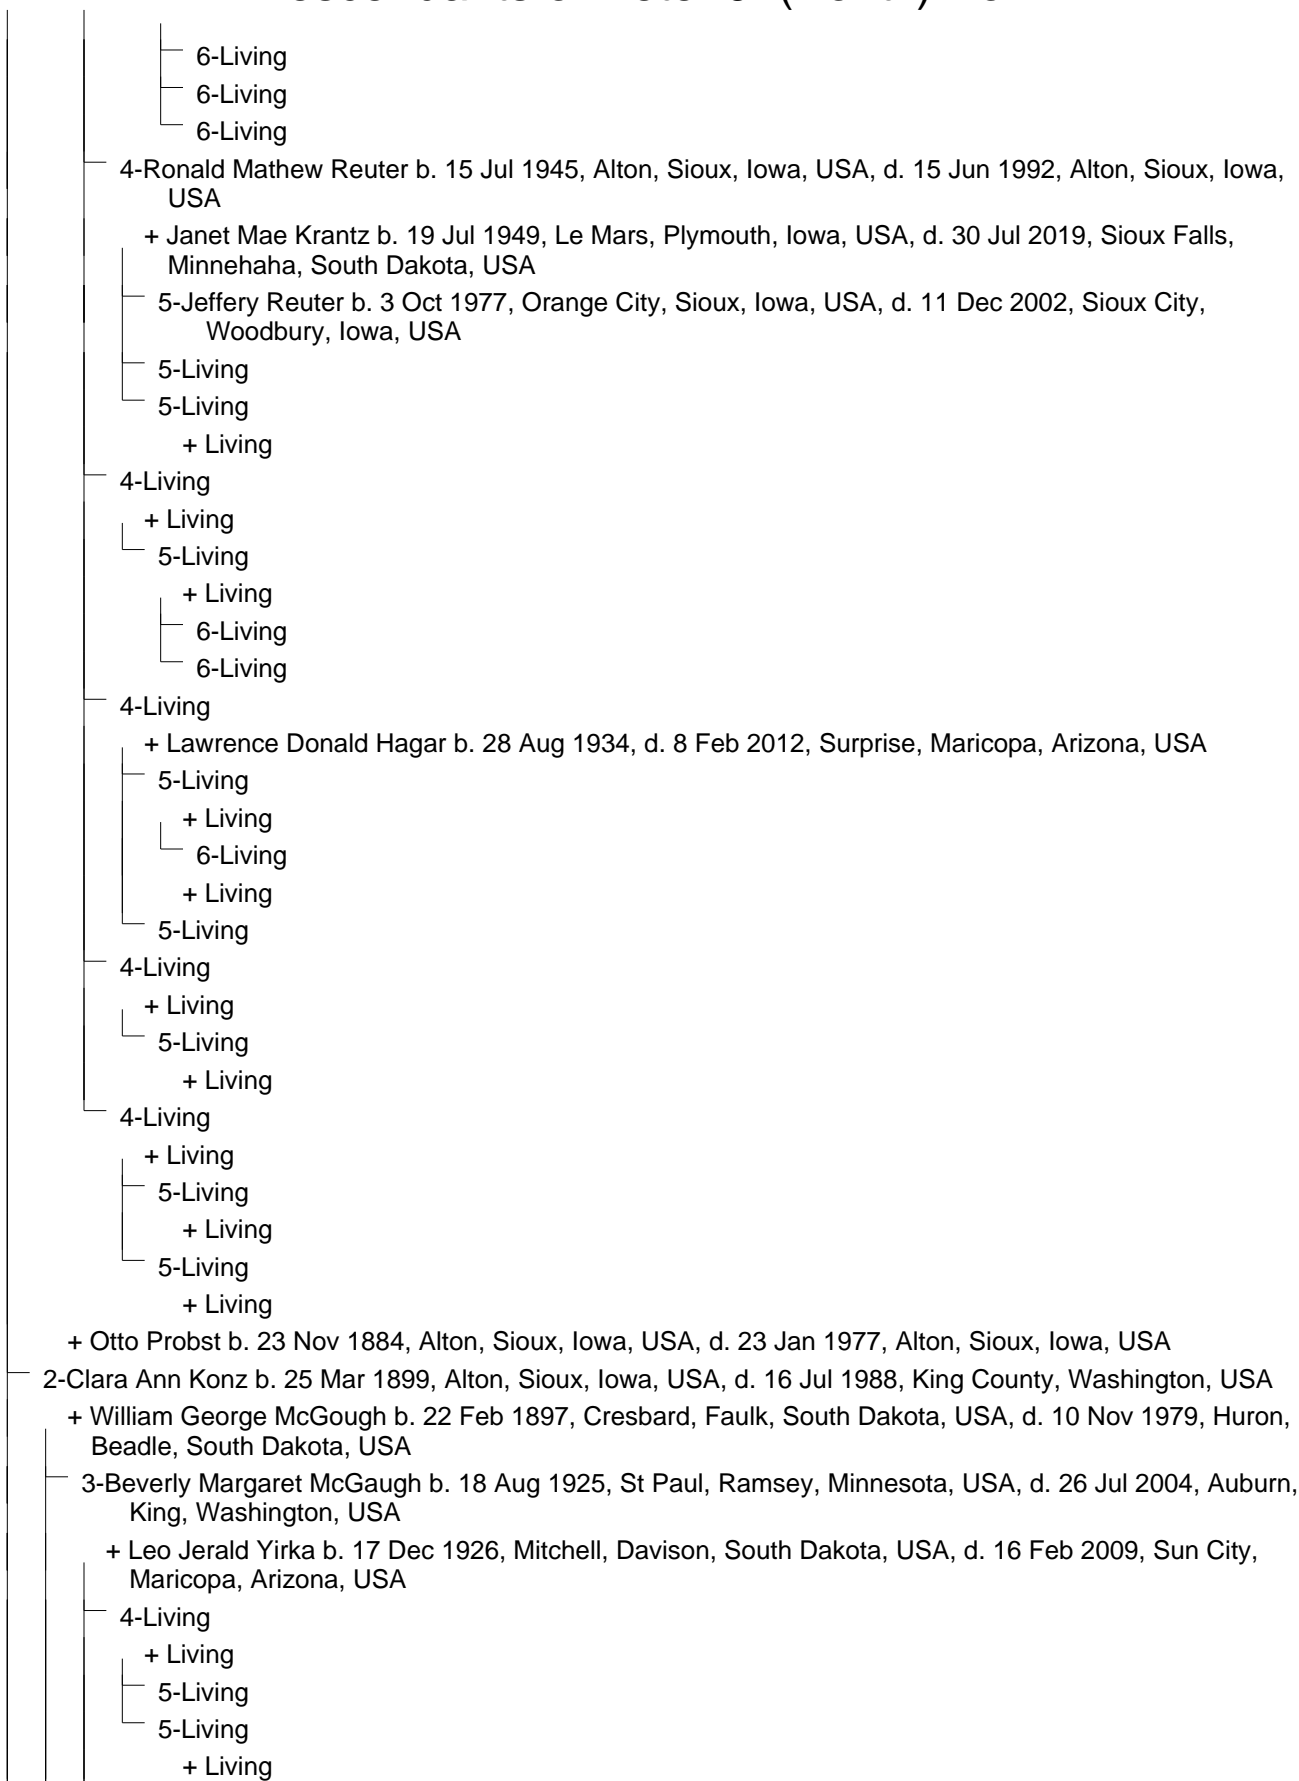 6-Living
6-Living
6-Living
4-Ronald Mathew Reuter b. 15 Jul 1945, Alton, Sioux, Iowa, USA, d. 15 Jun 1992, Alton, Sioux, Iowa,
USA
+ Janet Mae Krantz b. 19 Jul 1949, Le Mars, Plymouth, Iowa, USA, d. 30 Jul 2019, Sioux Falls,
Minnehaha, South Dakota, USA
5-Jeffery Reuter b. 3 Oct 1977, Orange City, Sioux, Iowa, USA, d. 11 Dec 2002, Sioux City,
Woodbury, Iowa, USA
5-Living
5-Living
+ Living
4-Living
+ Living
5-Living
+ Living
6-Living
6-Living
4-Living
+ Lawrence Donald Hagar b. 28 Aug 1934, d. 8 Feb 2012, Surprise, Maricopa, Arizona, USA
5-Living
+ Living
6-Living
+ Living
5-Living
4-Living
+ Living
5-Living
+ Living
4-Living
+ Living
5-Living
+ Living
5-Living
+ Living
+ Otto Probst b. 23 Nov 1884, Alton, Sioux, Iowa, USA, d. 23 Jan 1977, Alton, Sioux, Iowa, USA
2-Clara Ann Konz b. 25 Mar 1899, Alton, Sioux, Iowa, USA, d. 16 Jul 1988, King County, Washington, USA
+ William George McGough b. 22 Feb 1897, Cresbard, Faulk, South Dakota, USA, d. 10 Nov 1979, Huron,
Beadle, South Dakota, USA
3-Beverly Margaret McGaugh b. 18 Aug 1925, St Paul, Ramsey, Minnesota, USA, d. 26 Jul 2004, Auburn,
King, Washington, USA
+ Leo Jerald Yirka b. 17 Dec 1926, Mitchell, Davison, South Dakota, USA, d. 16 Feb 2009, Sun City,
Maricopa, Arizona, USA
4-Living
+ Living
5-Living
5-Living
+ Living